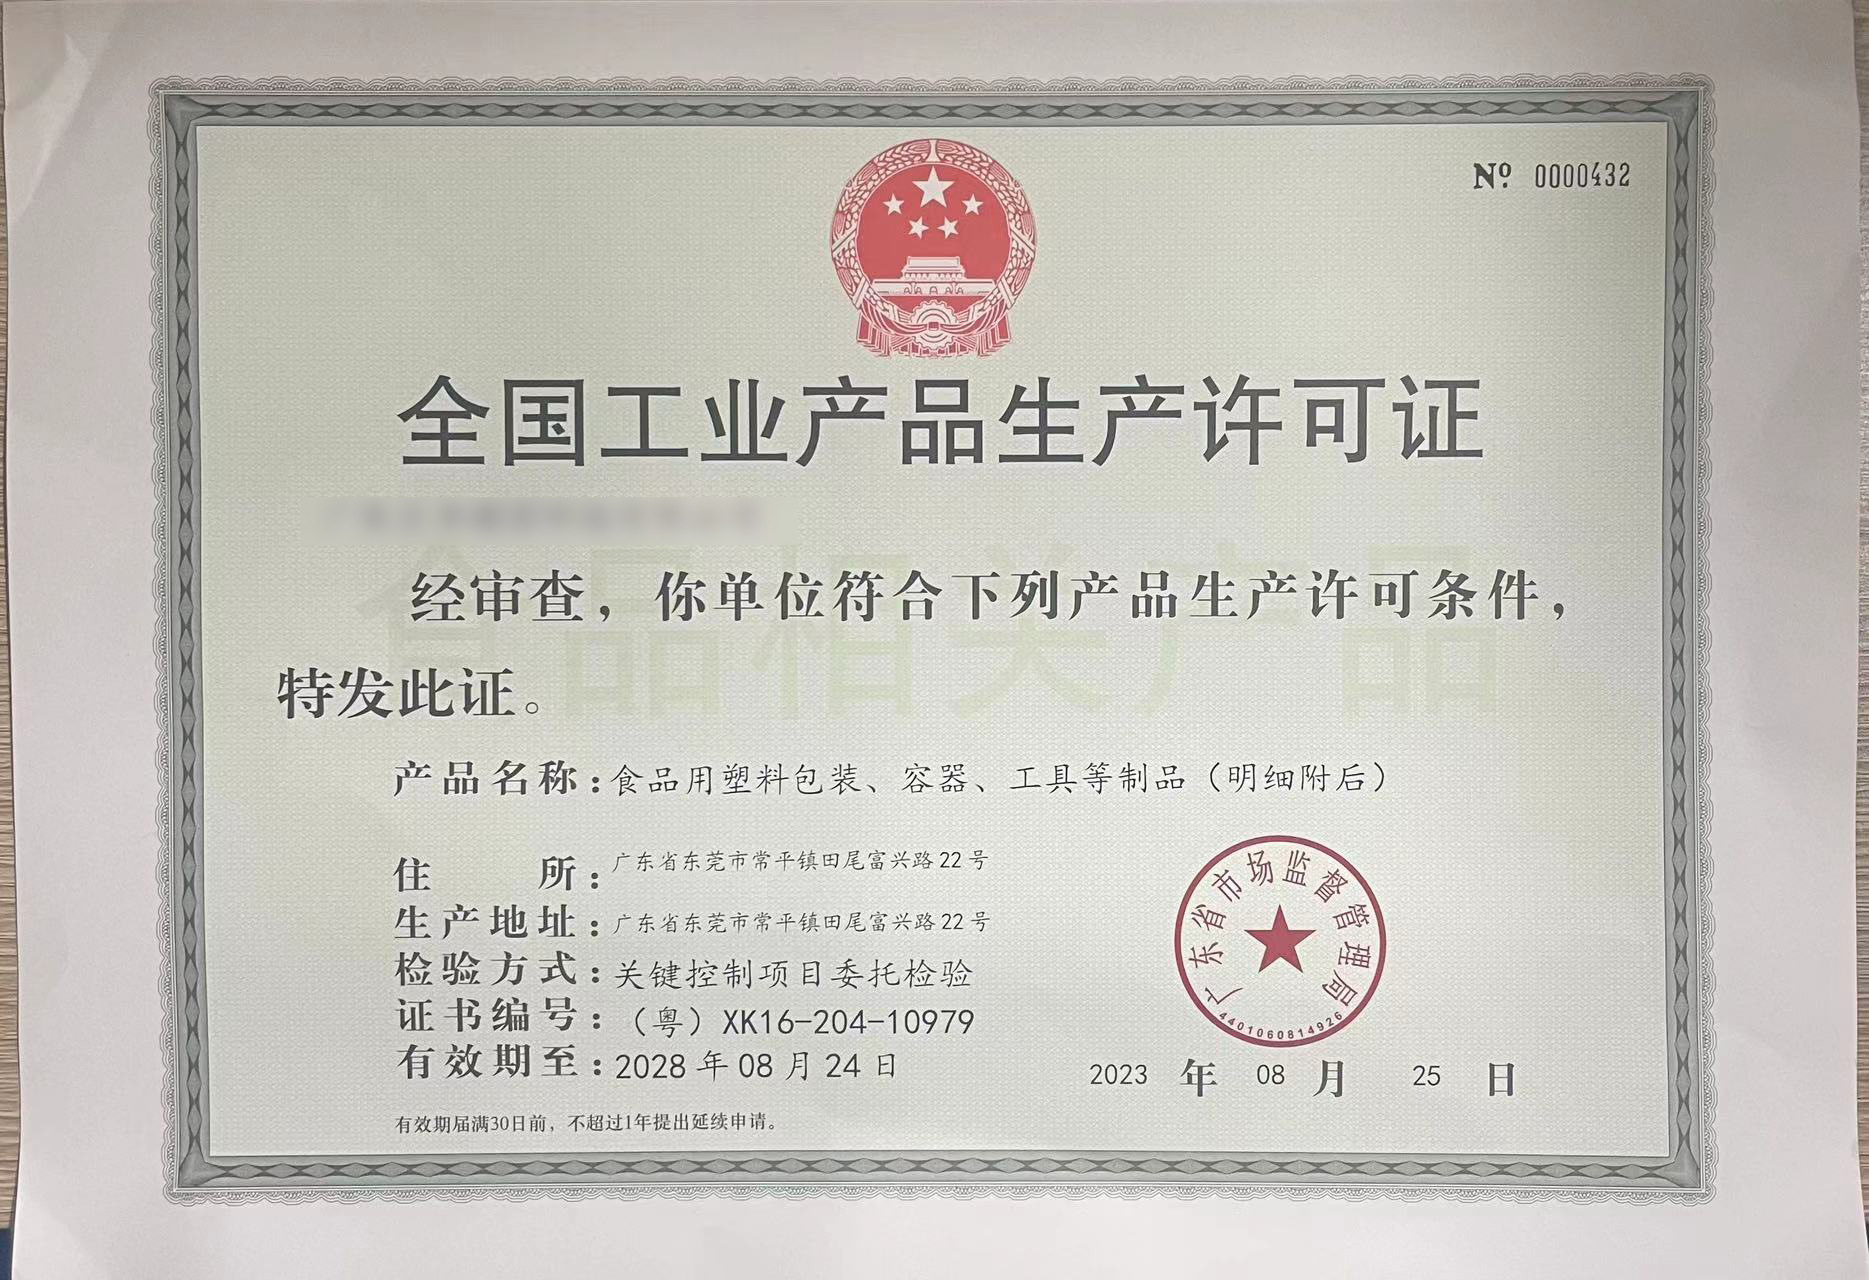 Nº 0000432
全国工业产品生产许可证
食品相关产品
经审查，你单位符合下列产品生产许可条件，
特发此证。
产品名称：食品用塑料包装、容器、工具等制品（明细附后）
住所：广东省东莞市常平镇田尾富兴路22号
生产地址：广东省东莞市常平镇田尾富兴路22号
检验方式：关键控制项目委托检验
证书编号：（粤）XK16-204-10979
有效期至：2028年08月24日
广东省市场监督管理局
4401060814926
2023 年 08 月 25 日
有效期届满30日前，不超过1年提出延续申请。